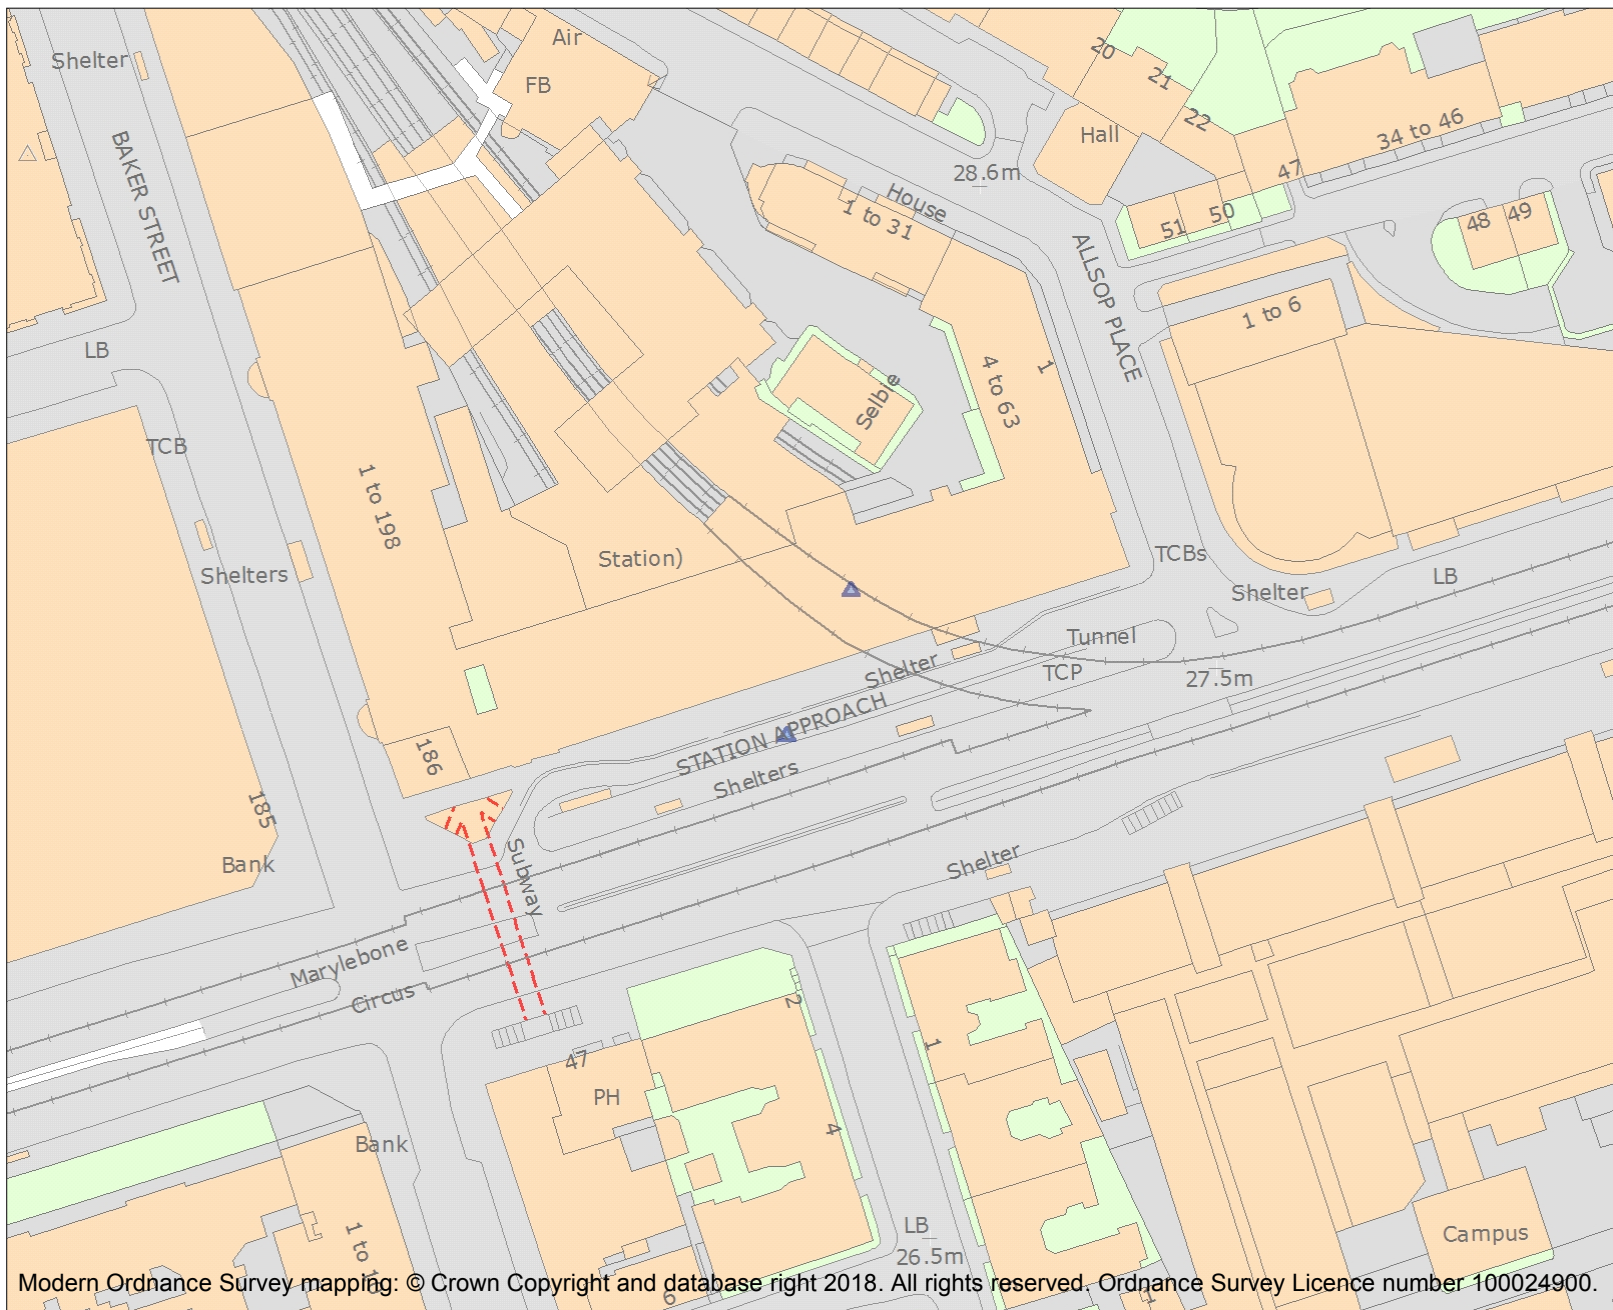 Air
Shelter
FB
20
21
22
Hall
34 to 46
BAKER STREET
47
28.6m
House
1 to 31
51
50
48
49
ALLSOP PLACE
1 to 6
LB
1
4 to 63
Selbie
TCB
1 to 198
Station)
TCBs
Shelters
Shelter
LB
Tunnel
Shelter
TCP
27.5m
STATION APPROACH
186
Shelters
185
Bank
Subway
Shelter
Marylebone
Circus
2
1
47
PH
4
Bank
LB
26.5m
Campus
1 to
6
1
Modern Ordnance Survey mapping: © Crown Copyright and database right 2018. All rights reserved. Ordnance Survey Licence number 100024900.